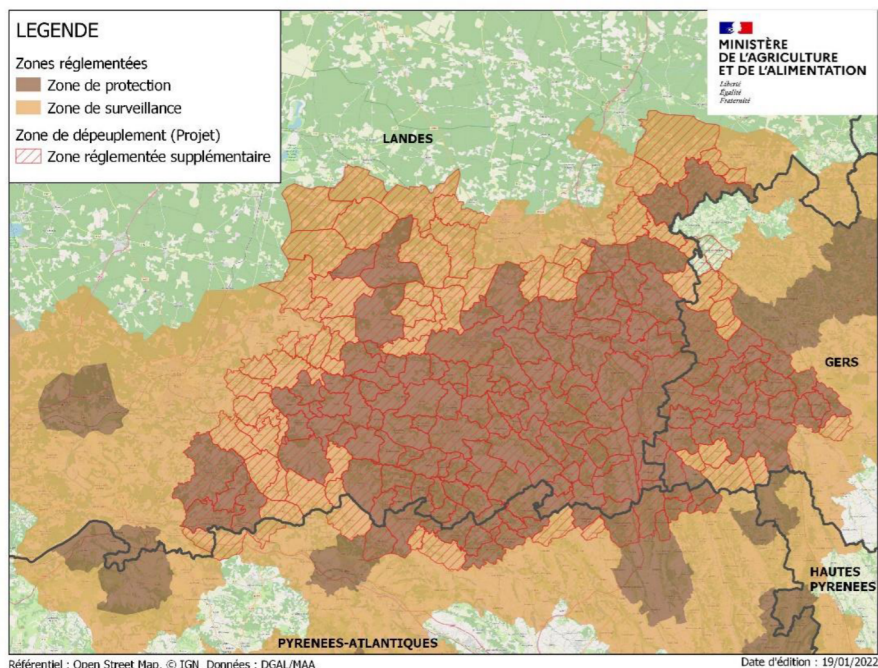 LEGENDE
Zones réglementées
Zone de protection
Zone de surveillance
Zone de dépeuplement (Projet)
Zone réglementée supplémentaire
MINISTÈRE
DE L'AGRICULTURE
ET DE L'ALIMENTATION
Liberté
Égalité
Fraternité
LANDES
GERS
HAUTES
PYRENEES
PYRENEES-ATLANTIQUES
Référentiel : Open Street Map, © IGN Données : DGAL/MAA
Date d'édition : 19/01/2022